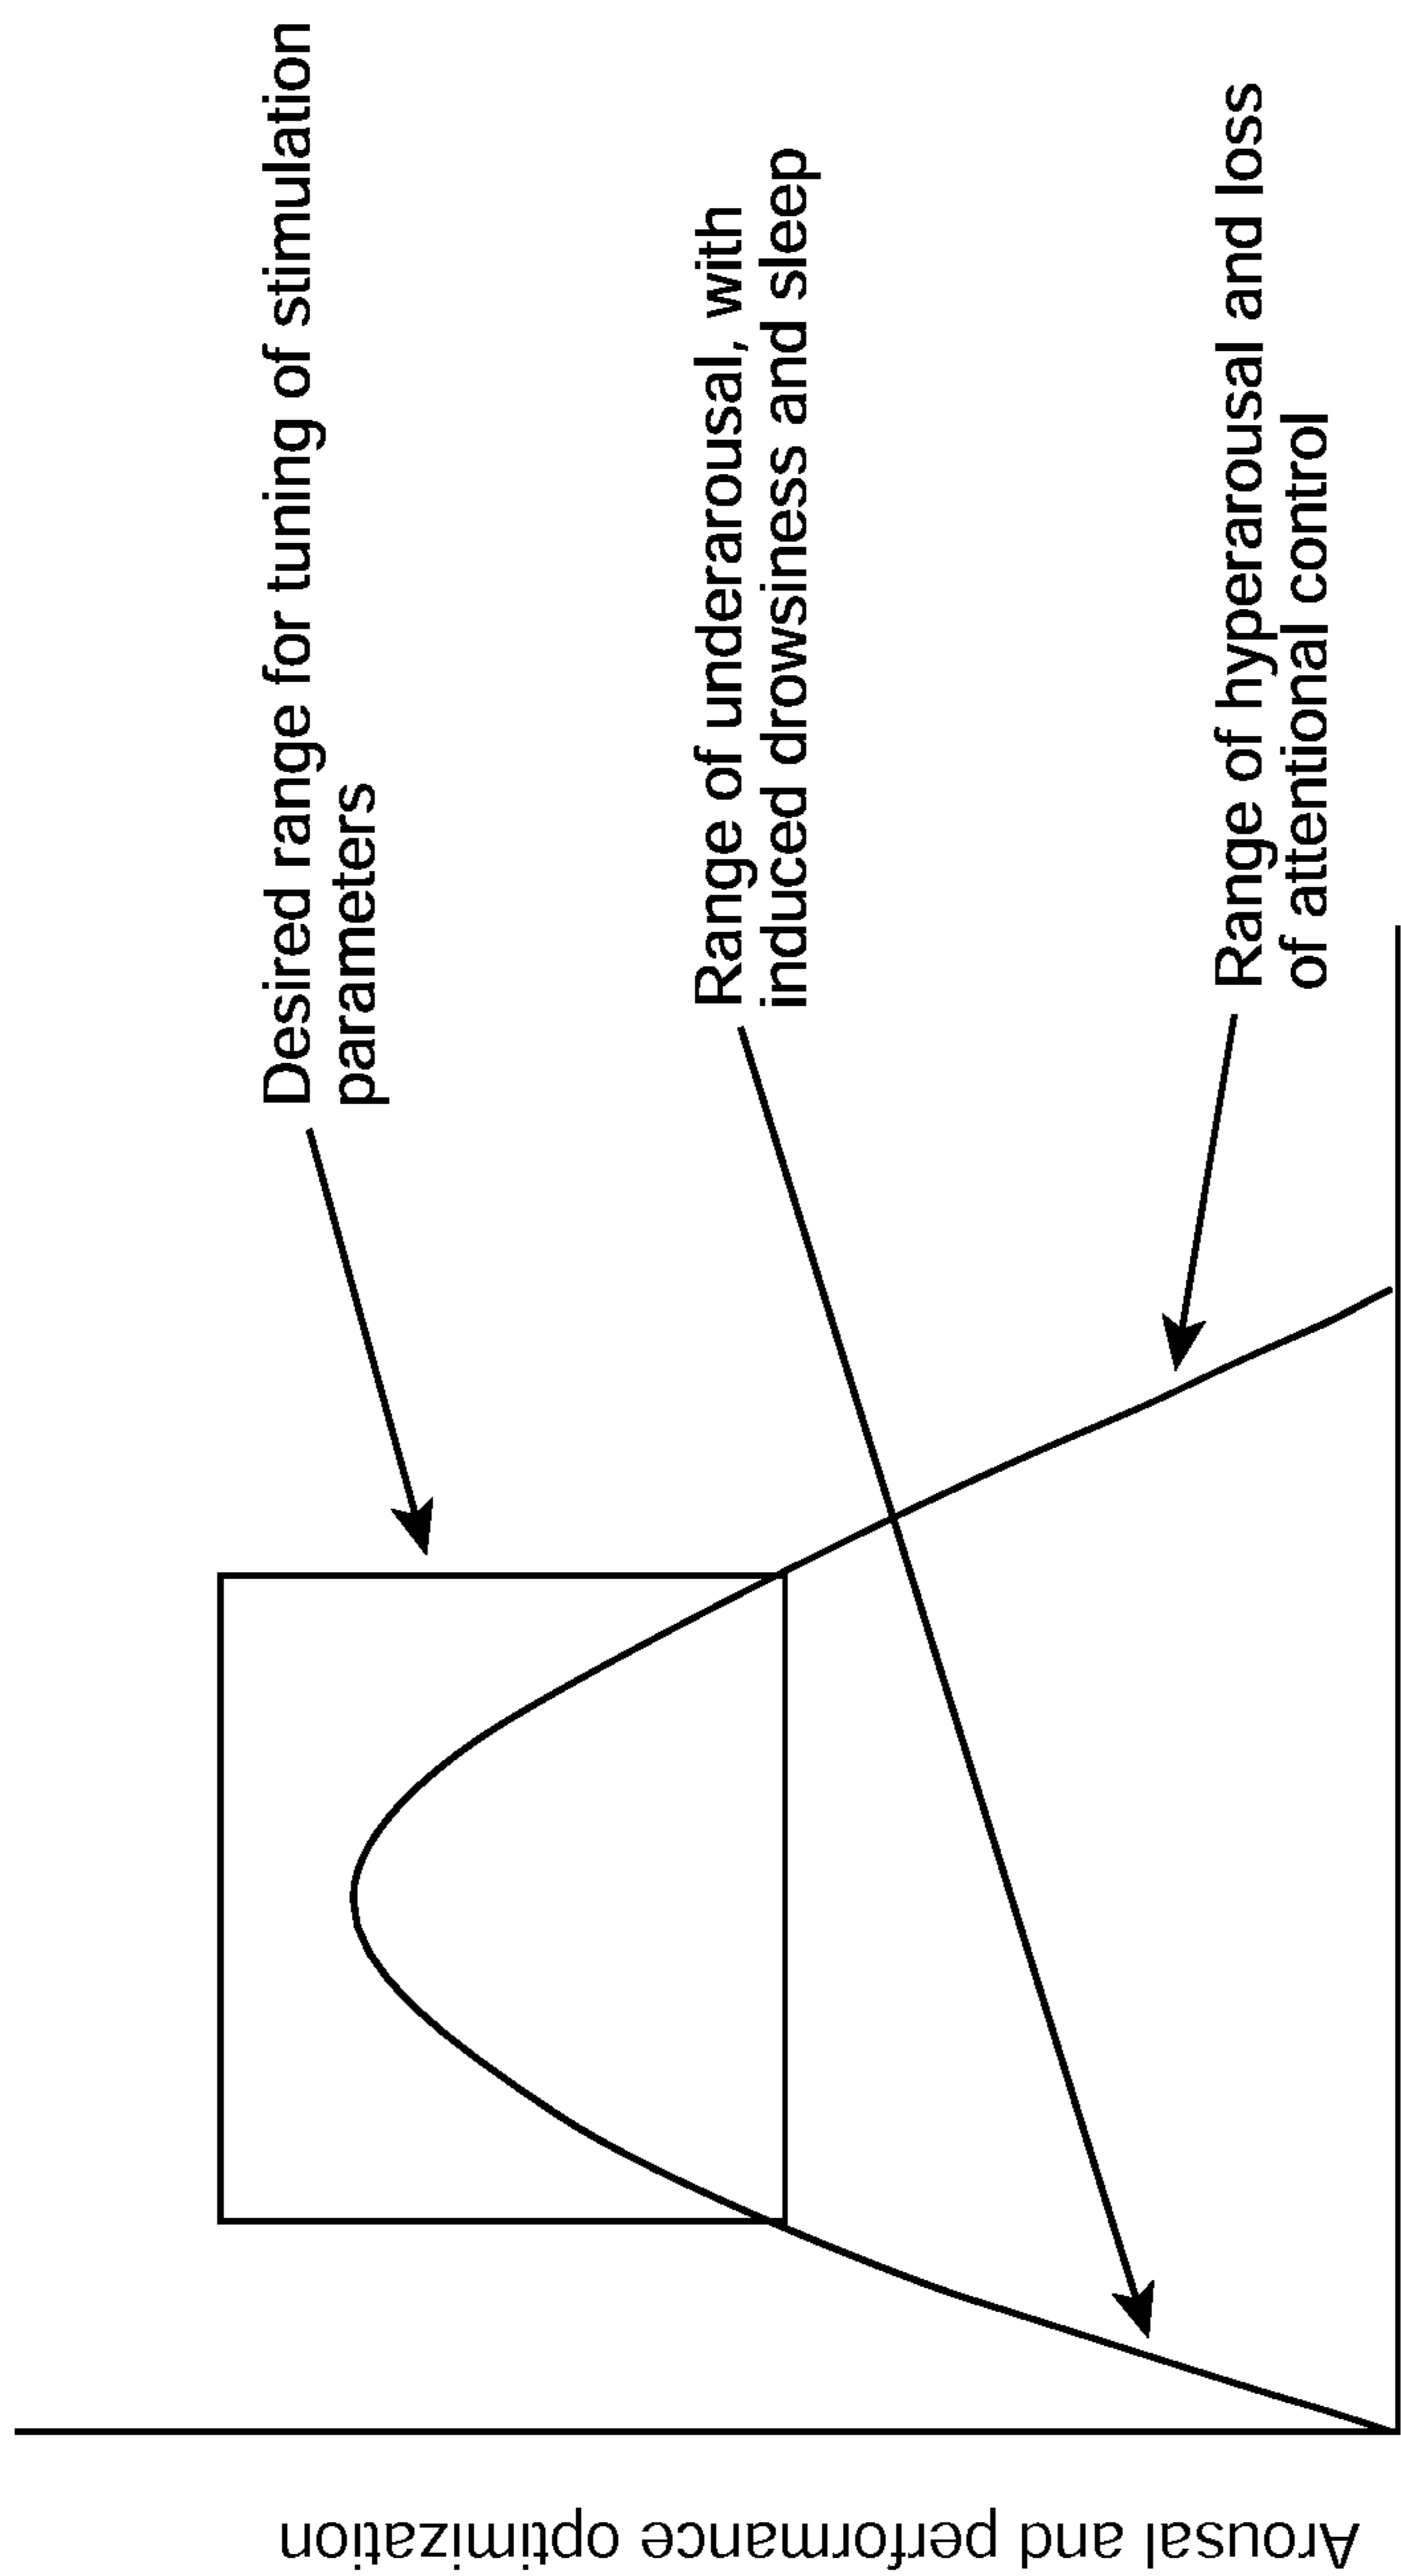 Desired range for tuning of stimulation
parameters
Range of underarousal, with
induced drowsiness and sleep
Range of hyperarousal and loss
of attentional control
Arousal and performance optimization